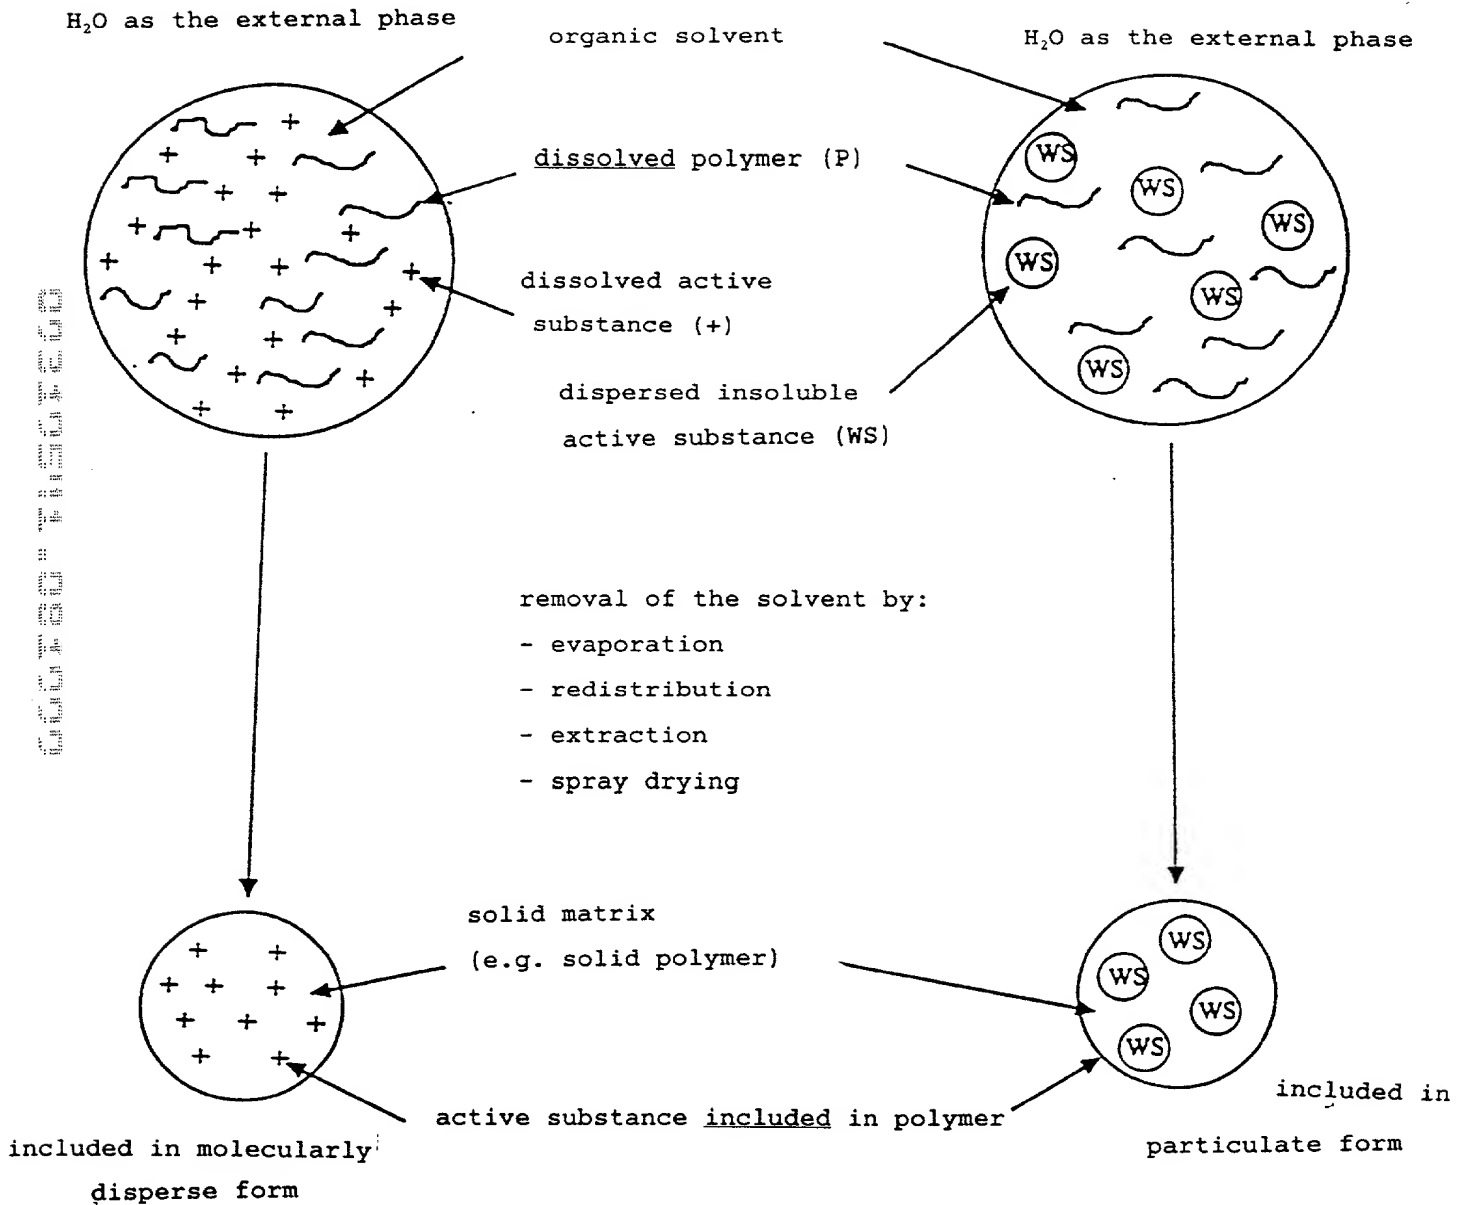 H₂O as the external phase
organic solvent
H₂O as the external phase
dissolved polymer (P)
dissolved active
substance (+)
dispersed insoluble
active substance (WS)
WS
WS
WS
WS
WS
WS
removal of the solvent by:
- evaporation
- redistribution
- extraction
- spray drying
solid matrix
(e.g. solid polymer)
WS
WS
WS
WS
active substance included in polymer
included in molecularly
disperse form
included in
particulate form